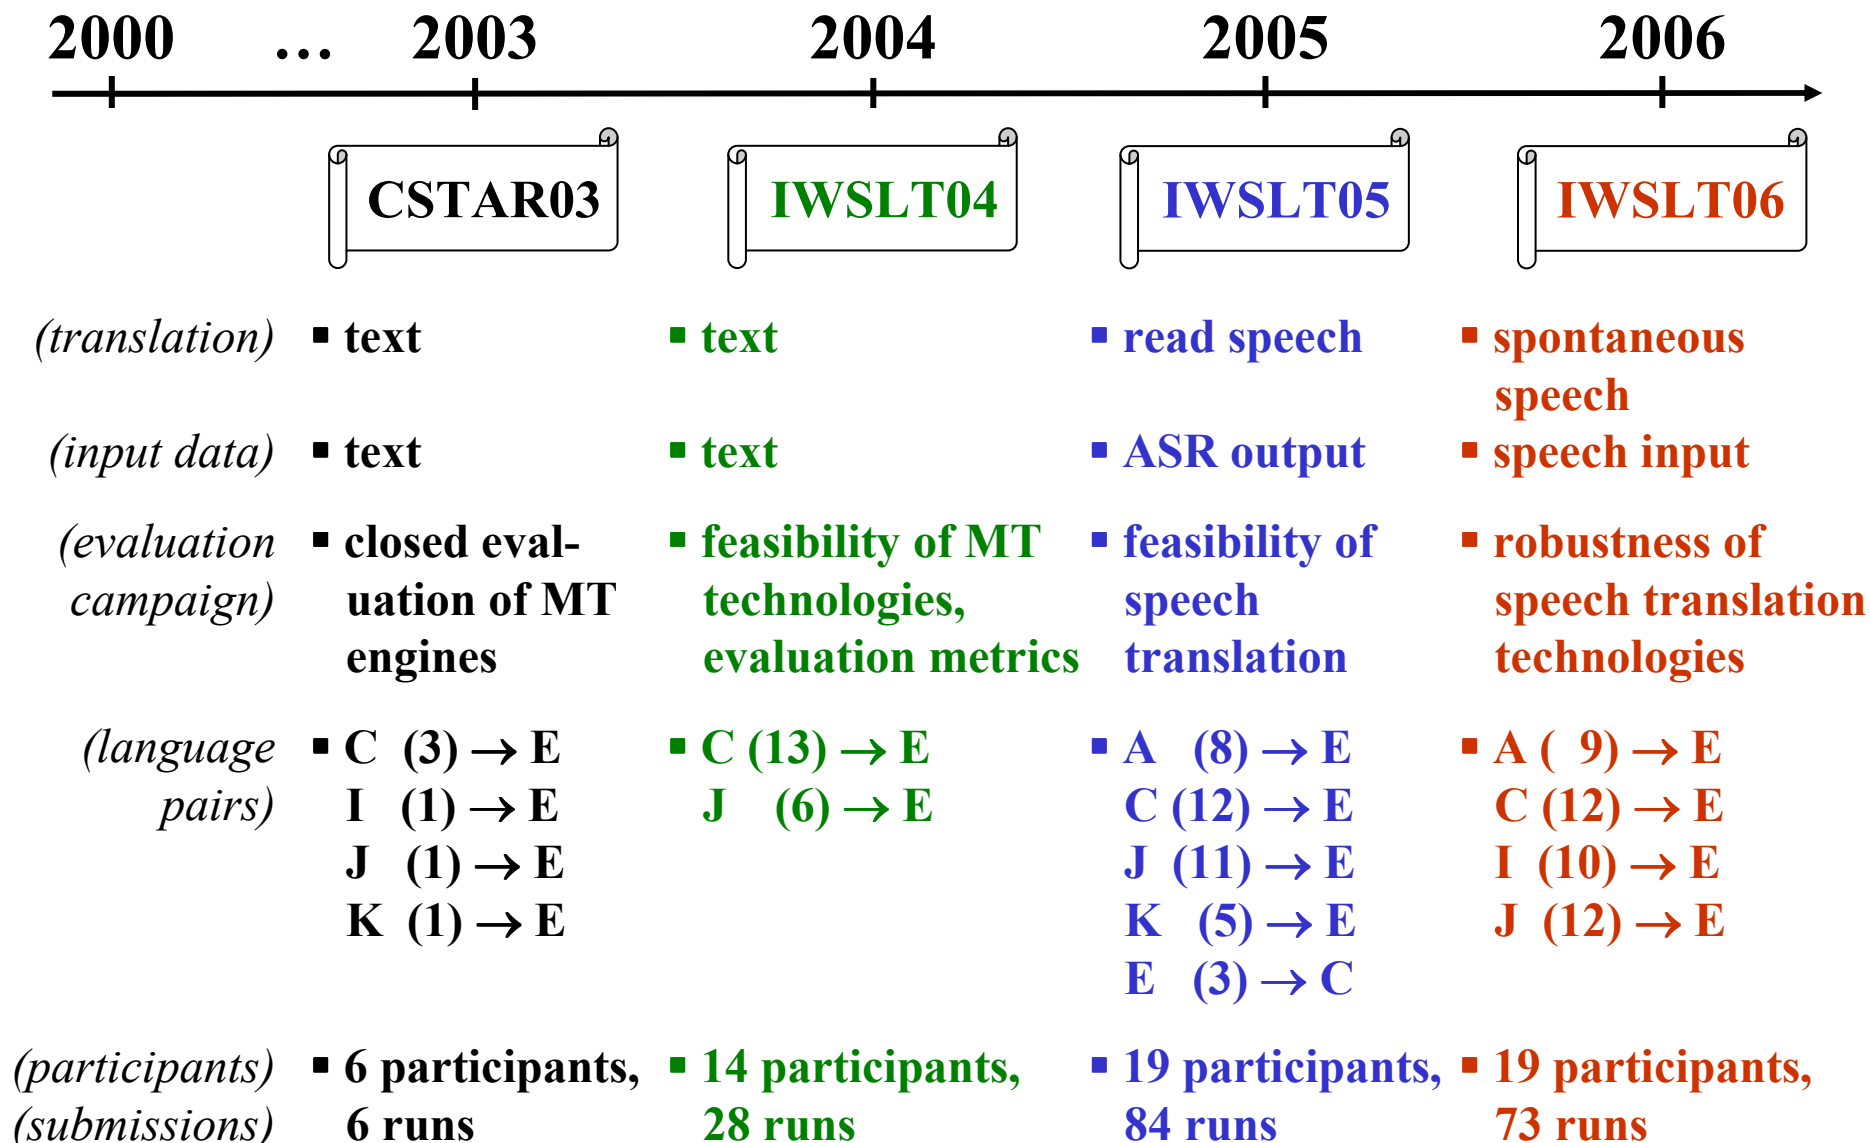 2000 … 2003 2004 2005 2006
CSTAR03 IWSLT04 IWSLT05 IWSLT06
(translation) ▪ text ▪ text ▪ read speech ▪ spontaneous
speech
(input data) ▪ text ▪ text ▪ ASR output ▪ speech input
(evaluation ▪ closed eval- ▪ feasibility of MT ▪ feasibility of ▪ robustness of
campaign) uation of MT technologies, speech speech translation
engines evaluation metrics translation technologies
(language ▪ C (3) → E ▪ C (13) → E ▪ A (8) → E ▪ A ( 9) → E
pairs) I (1) → E J (6) → E C (12) → E C (12) → E
J (1) → E J (11) → E I (10) → E
K (1) → E K (5) → E J (12) → E
E (3) → C
(participants) ▪ 6 participants, ▪ 14 participants, ▪ 19 participants, ▪ 19 participants,
(submissions) 6 runs 28 runs 84 runs 73 runs